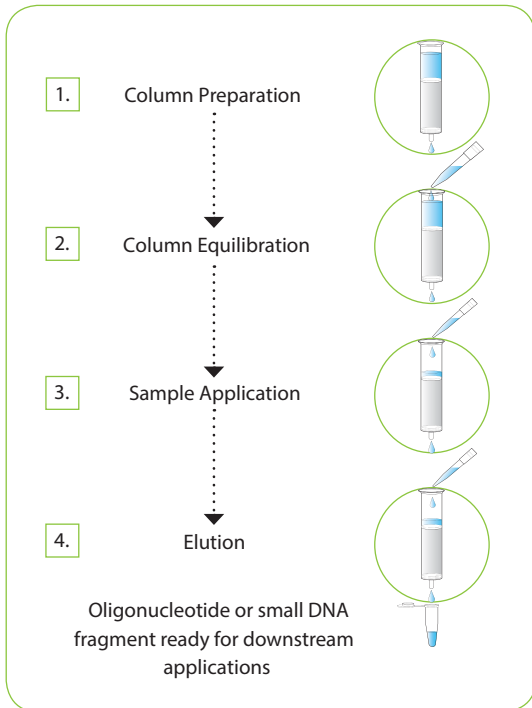 1. Column Preparation
2. Column Equilibration
3. Sample Application
4. Elution
Oligonucleotide or small DNA
fragment ready for downstream
applications